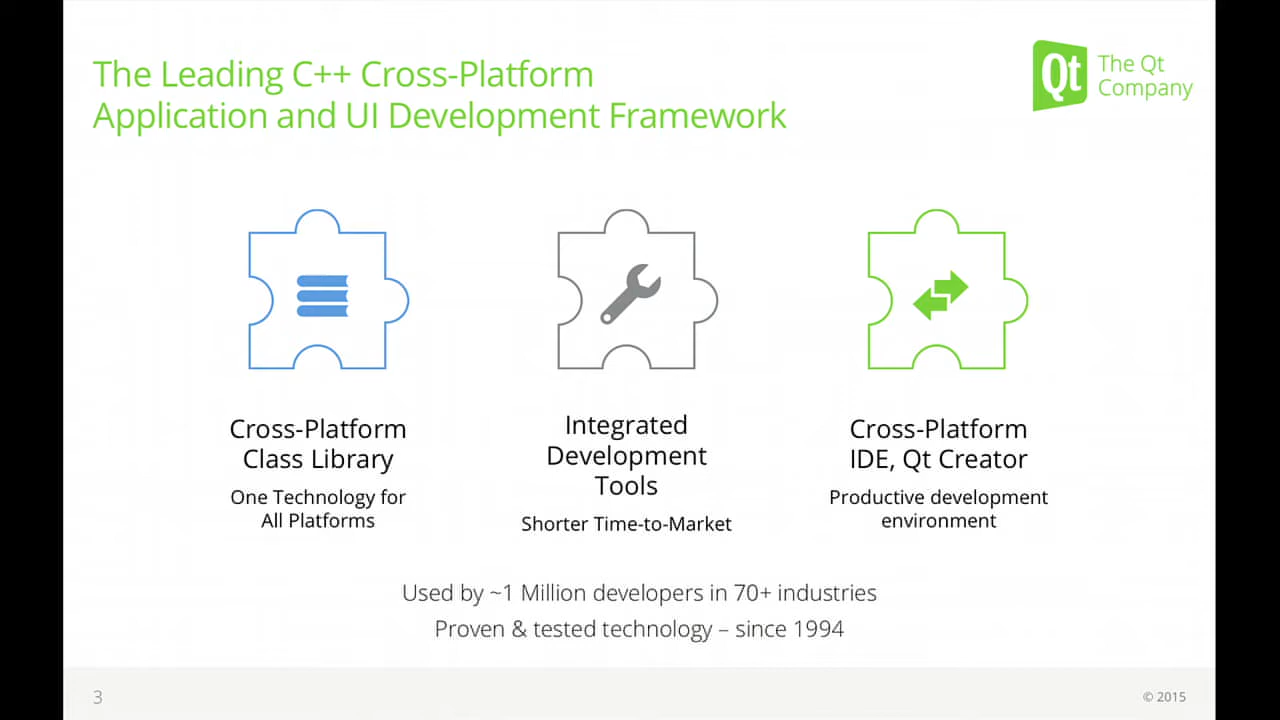 The Leading C++ Cross-Platform
Application and UI Development Framework
Qt
The Qt
Company
Cross-Platform
Class Library
One Technology for
All Platforms
Integrated
Development
Tools
Shorter Time-to-Market
Cross-Platform
IDE, Qt Creator
Productive development
environment
Used by ~1 Million developers in 70+ industries
Proven & tested technology – since 1994
3
© 2015